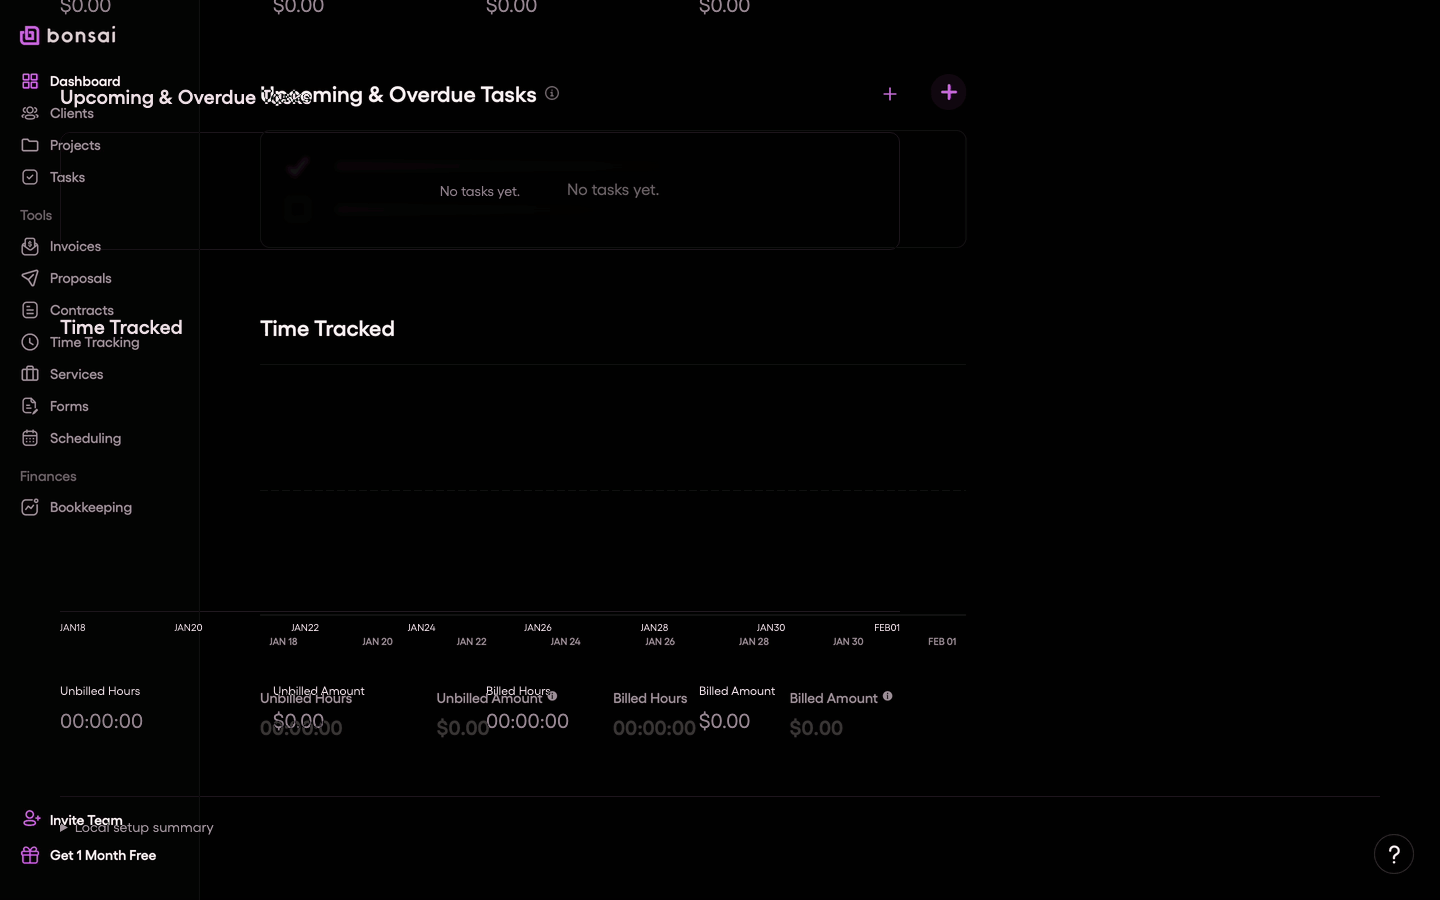 $0.00 $0.00 $0.00 $0.00
bonsai
Dashboard
Clients
Projects
Tasks
Tools
Invoices
Proposals
Contracts
Time Tracking
Services
Forms
Scheduling
Finances
Bookkeeping
Invite Team
Get 1 Month Free
Upcoming & Overdue
Upcoming & Overdue Tasks
No tasks yet.
No tasks yet.
Time Tracked
Time Tracked
JAN18 JAN20 JAN22 JAN24 JAN26 JAN28 JAN30 FEB01
JAN 18 JAN 20 JAN 22 JAN 24 JAN 26 JAN 28 JAN 30 FEB 01
Unbilled Hours Unbilled Amount Billed Hours Billed Amount
Unbilled Hours Unbilled Amount Billed Hours Billed Amount
00:00:00 $0.00 00:00:00 $0.00
00:00:00 $0.00 00:00:00 $0.00
Local setup summary
?